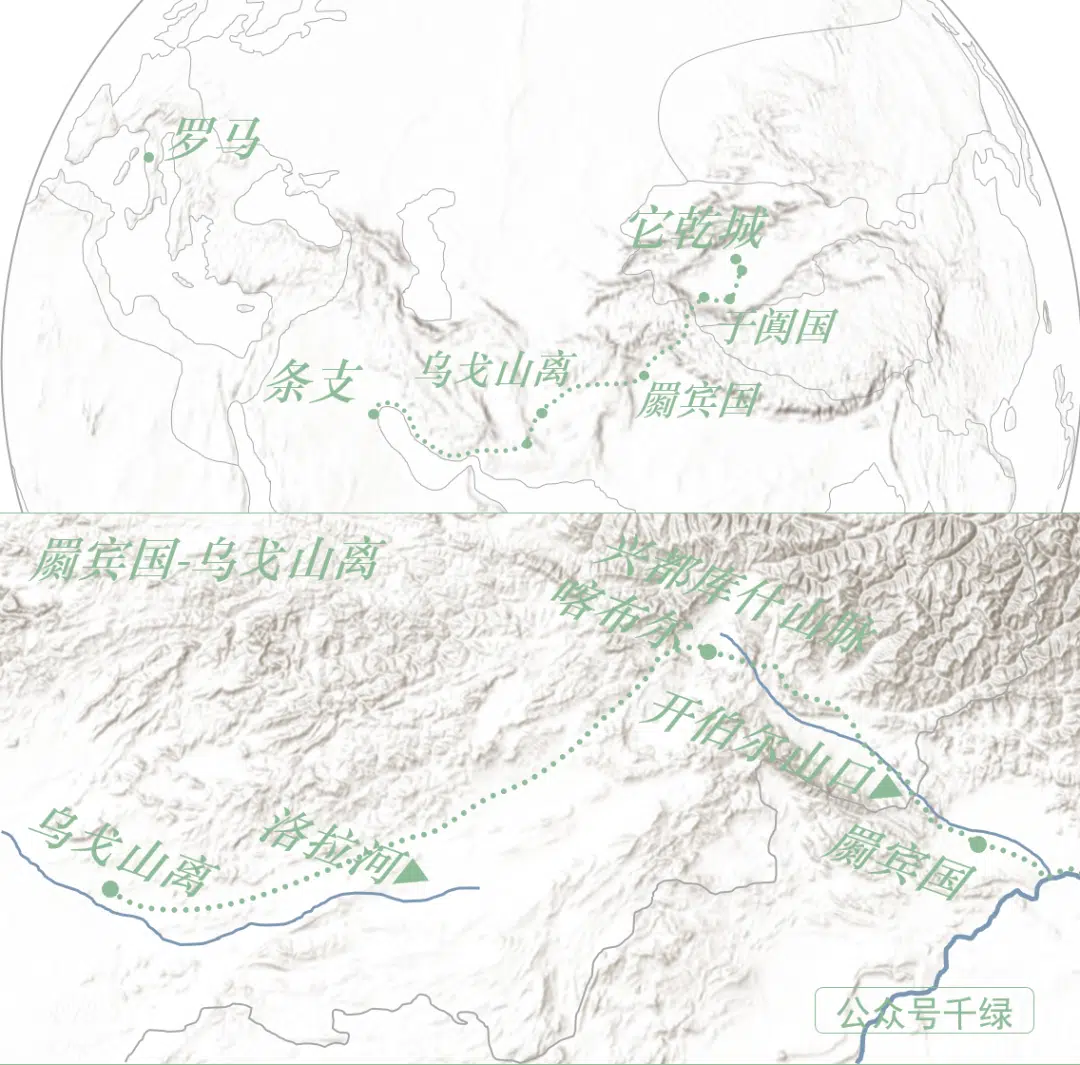 罗马
它乾城
于阗国
乌戈山离
条支
罽宾国
罽宾国-乌戈山离
兴都库什山脉
喀布尔
开伯尔山口
乌戈山离
洛拉河
罽宾国
公众号千绿